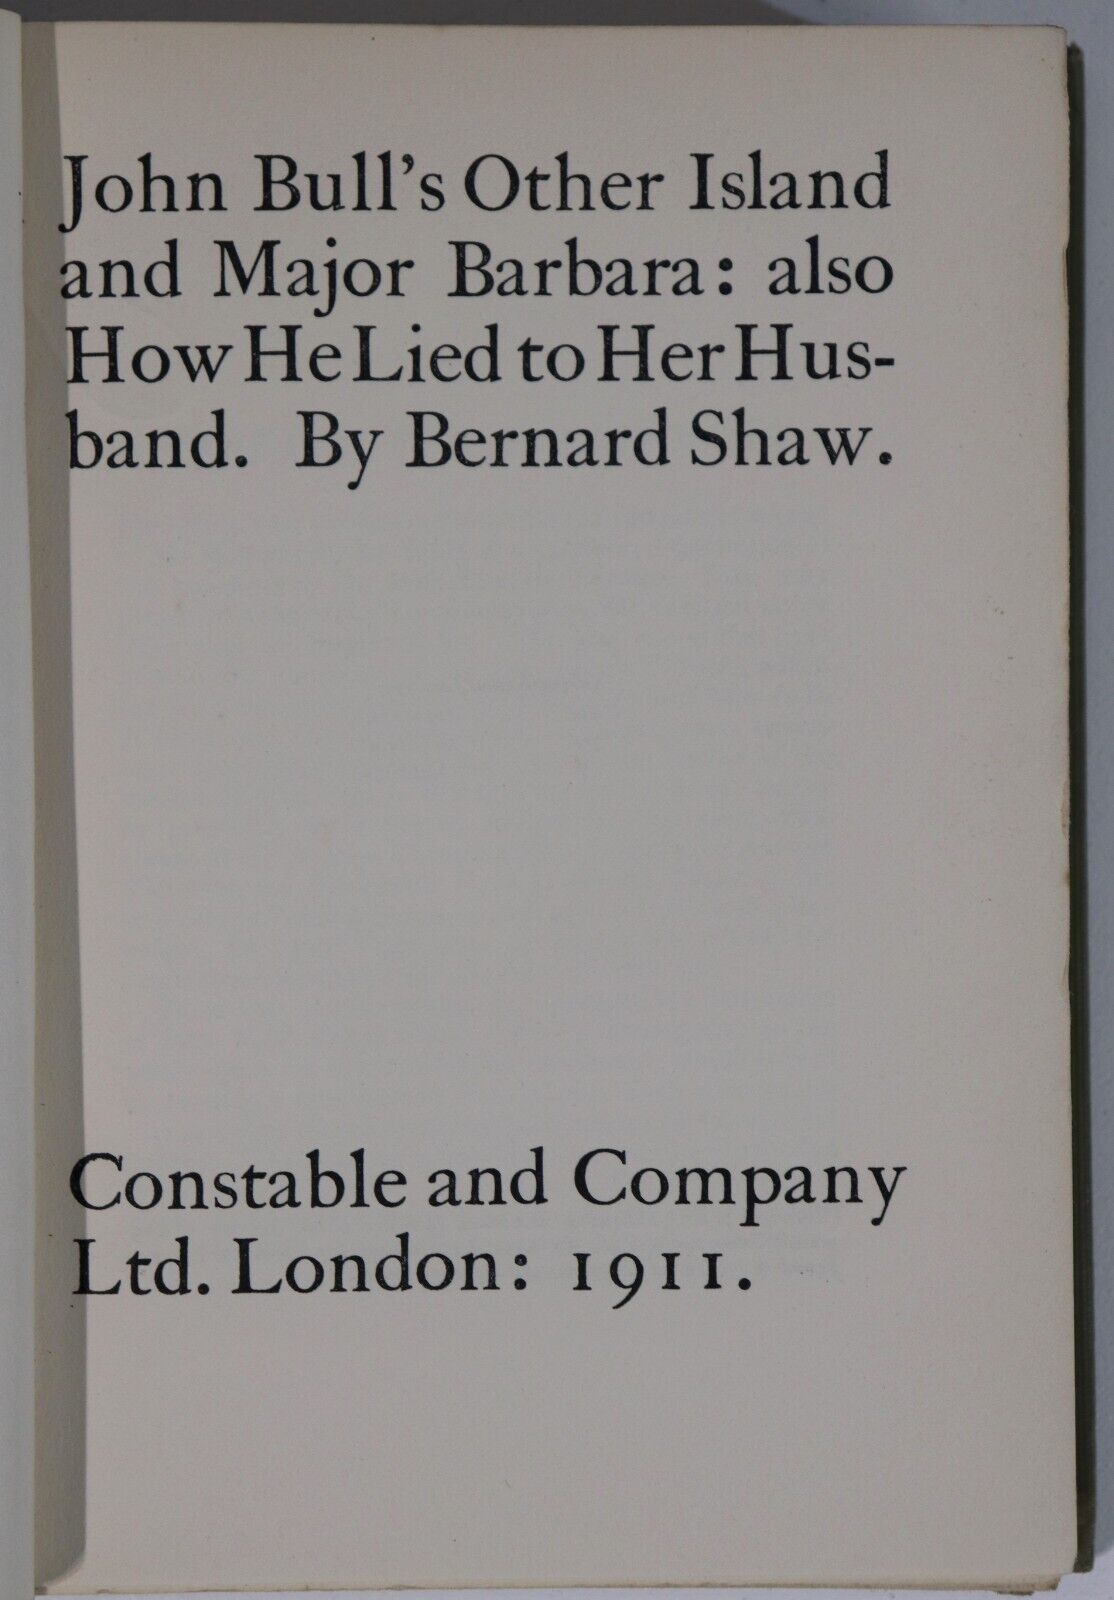 John Bull’s Other Island
and Major Barbara: also
How He Lied to Her Hus-
band. By Bernard Shaw.
Constable and Company
Ltd. London: 1911.